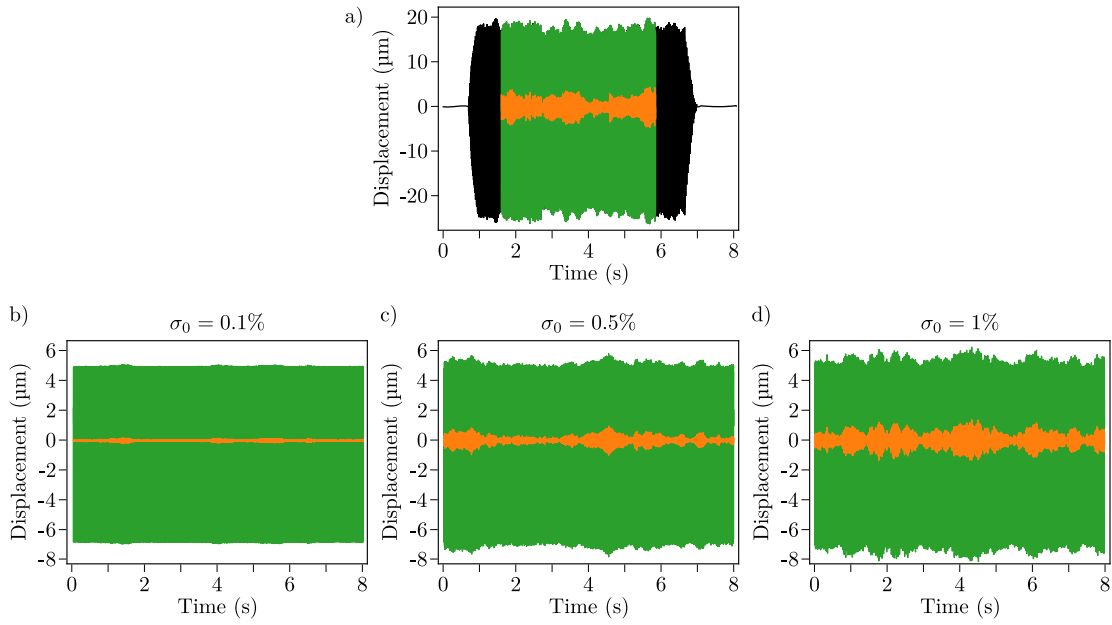 a)
Displacement (µm)
20
10
0
-10
-20
0 2 4 6 8
Time (s)
b)
σ₀ = 0.1%
Displacement (µm)
6
4
2
0
-2
-4
-6
-8
0 2 4 6 8
Time (s)
c)
σ₀ = 0.5%
Displacement (µm)
6
4
2
0
-2
-4
-6
-8
0 2 4 6 8
Time (s)
d)
σ₀ = 1%
Displacement (µm)
6
4
2
0
-2
-4
-6
-8
0 2 4 6 8
Time (s)